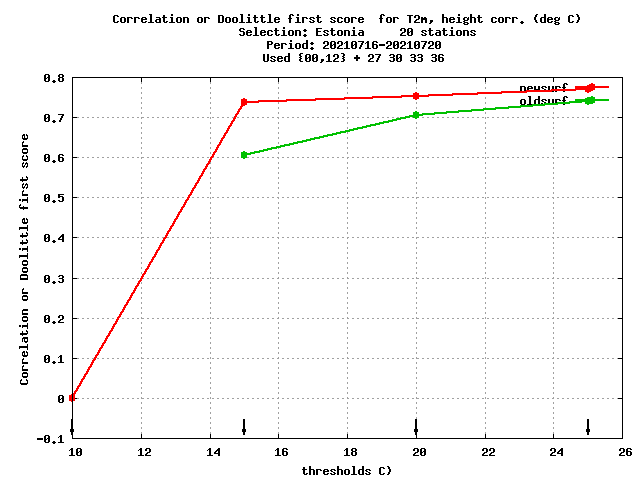 Correlation or Doolittle first score  for T2m, height corr. (deg C)
Selection: Estonia     20 stations
Period: 20210716-20210720
Used {00,12} + 27 30 33 36
Correlation or Doolittle first score
0.8
0.7
0.6
0.5
0.4
0.3
0.2
0.1
0
-0.1
newsurf
oldsurf
10 12 14 16 18 20 22 24 26
thresholds C)